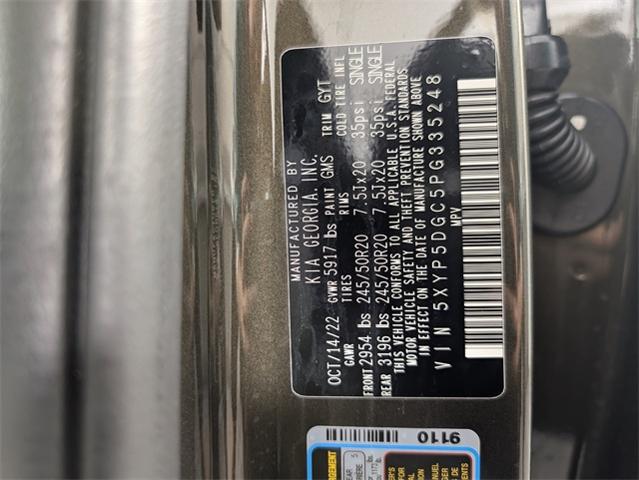 MANUFACTURED BY
KIA GEORGIA, INC.
OCT/14/22 GVWR 5917 lbs PAINT GMS TRIM GYT
GAWR TIRES RIMS COLD TIRE INFL
FRONT 2954 lbs 245/50R20 7.5Jx20 35psi SINGLE
REAR 3196 lbs 245/50R20 7.5Jx20 35psi SINGLE
THIS VEHICLE CONFORMS TO ALL APPLICABLE U.S.A. FEDERAL
MOTOR VEHICLE SAFETY AND THEFT PREVENTION STANDARDS
IN EFFECT ON THE DATE OF MANUFACTURE SHOWN ABOVE
VIN 5XYP5DGC5PG335248
MPV
9110